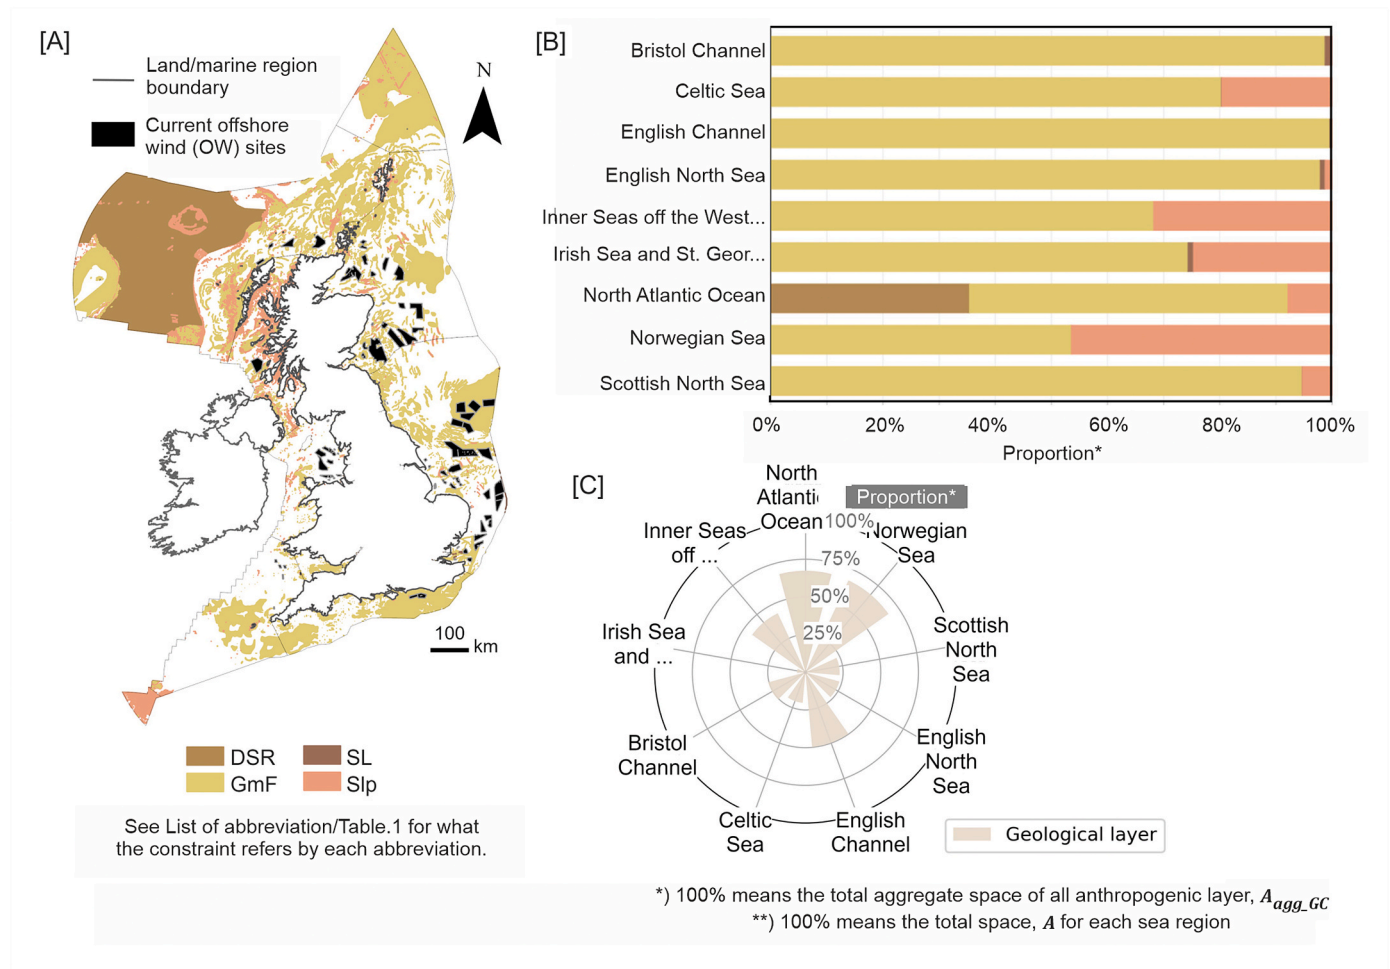 [A]
Land/marine region
boundary
Current offshore
wind (OW) sites
N
100
km
DSR
SL
GmF
Slp
See List of abbreviation/Table.1 for what
the constraint refers by each abbreviation.
[B]
Bristol Channel
Celtic Sea
English Channel
English North Sea
Inner Seas off the West...
Irish Sea and St. Geor...
North Atlantic Ocean
Norwegian Sea
Scottish North Sea
0%
20%
40%
60%
80%
100%
Proportion*
[C]
North
Atlantic
Ocean
Proportion*
100%
75%
50%
25%
Norwegian
Sea
Inner Seas
off ...
Scottish
North
Sea
Irish Sea
and ...
English
North
Sea
Bristol
Channel
Celtic
Sea
English
Channel
Geological layer
*) 100% means the total aggregate space of all anthropogenic layer, A_agg_GC
**) 100% means the total space, A for each sea region